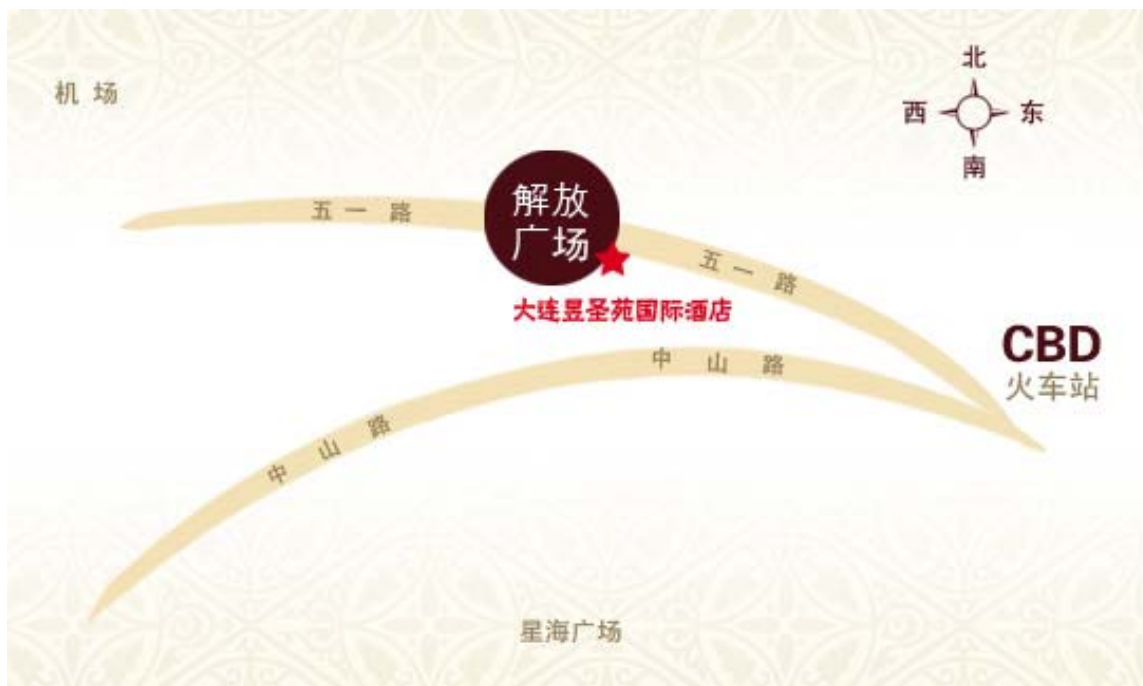 北
机 场
西
东
南
解放
广场
五 一 路
五 一 路
大连昱圣苑国际酒店
CBD
火车站
中 山 路
中 山 路
星海广场